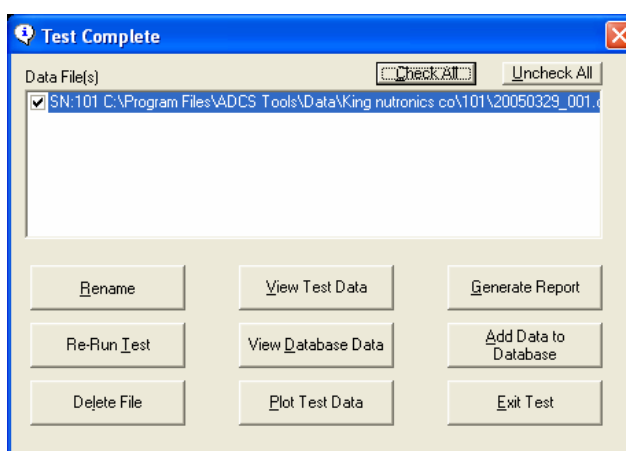 Test Complete
Data File(s)
Check All
Uncheck All
SN:101 C:\Program Files\ADCS Tools\Data\King nutronics co\101\20050329_001.
Rename
View Test Data
Generate Report
Re-Run Test
View Database Data
Add Data to
Database
Delete File
Plot Test Data
Exit Test